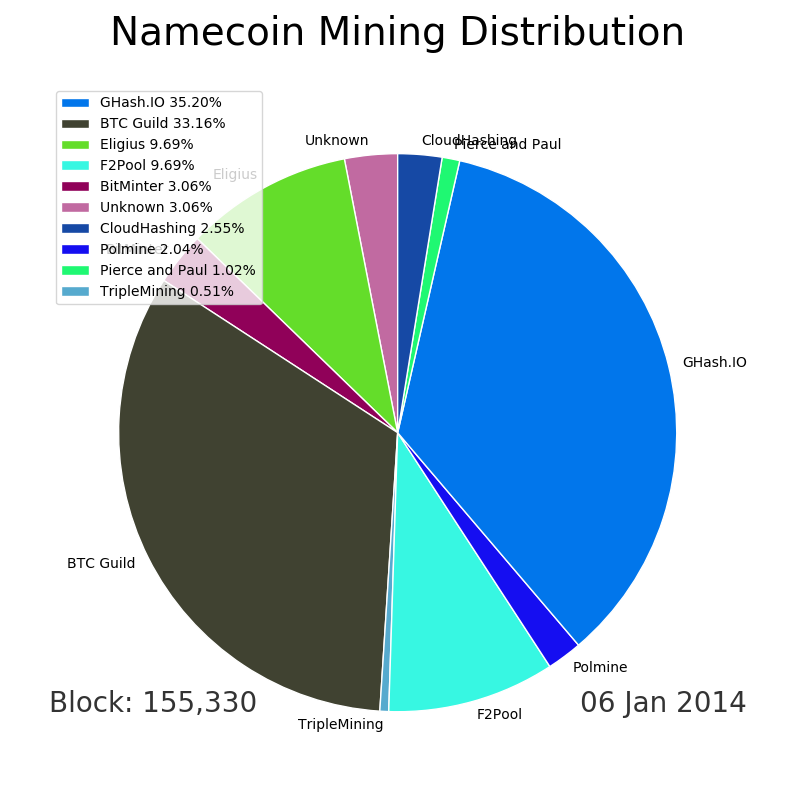 Namecoin Mining Distribution
GHash.IO 35.20%
BTC Guild 33.16%
Eligius 9.69%
F2Pool 9.69%
BitMinter 3.06%
Unknown 3.06%
CloudHashing 2.55%
Polmine 2.04%
Pierce and Paul 1.02%
TripleMining 0.51%
Unknown
CloudHashing
Pierce and Paul
Eligius
BitMinter
GHash.IO
BTC Guild
Polmine
F2Pool
TripleMining
Block: 155,330
06 Jan 2014